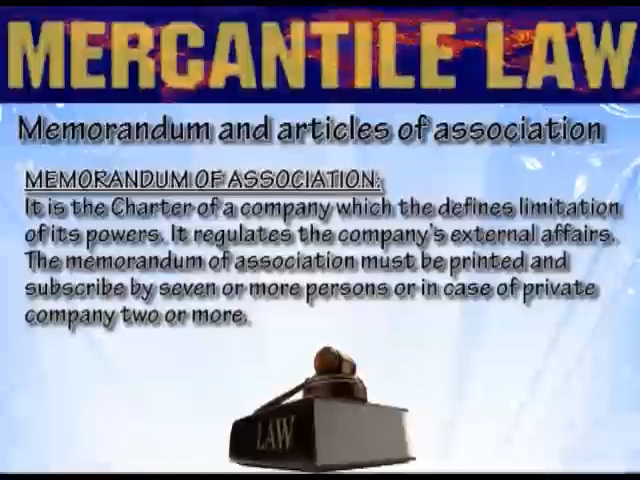 MERCANTILE LAW
Memorandum and articles of association
MEMORANDUM OF ASSOCIATION:
It is the Charter of a company which the defines limitation
of its powers. It regulates the company's external affairs.
The memorandum of association must be printed and
subscribe by seven or more persons or in case of private
company two or more.
LAW